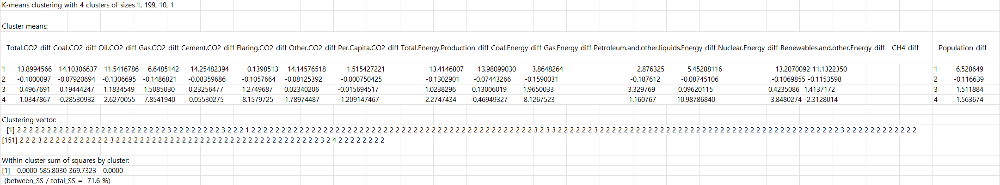 K-means clustering with 4 clusters of sizes 1, 199, 10, 1
Cluster means:
Total.CO2_diff Coal.CO2_diff Oil.CO2_diff Gas.CO2_diff Cement.CO2_diff Flaring.CO2_diff Other.CO2_diff Per.Capita.CO2_diff Total.Energy.Production_diff Coal.Energy_diff Gas.Energy_diff Petroleum.and.other.liquids.Energy_diff Nuclear.Energy_diff Renewables.and.other.Energy_diff CH4_diff Population_diff
1 13.8994566 14.10306637 11.5416786 6.6485142 14.25482394 0.1398513 14.14576518 1.515427221 13.4146807 13.98099030 3.8648264 2.876325 5.45288116 13.2070092 11.1322350 1 6.528649
2 -0.1000097 -0.07920694 -0.1306695 -0.1486821 -0.08359686 -0.1057664 -0.08125392 -0.000750425 -0.1302901 -0.07443266 -0.1590031 -0.187612 -0.08745106 -0.1069855 -0.1153598 2 -0.116639
3 0.4967691 0.19444247 1.1834549 1.5085030 0.23256477 1.2749687 0.02340206 -0.015694517 1.0238296 0.13006019 1.9650033 3.329769 0.09620115 0.4235086 1.4137172 3 1.511884
4 1.0347867 -0.28530932 2.6270055 7.8541940 0.05530275 8.1579725 1.78974487 -1.209147467 2.2747434 -0.46949327 8.1267523 1.160767 10.98786840 3.8480274 -2.3128014 4 1.563674
Clustering vector:
[1] 2 2 2 2 2 2 2 2 2 2 2 2 2 2 2 2 2 2 2 2 2 2 2 2 2 3 2 2 2 2 2 2 2 2 3 2 2 2 1 2 2 2 2 2 2 2 2 2 2 2 2 2 2 2 2 2 2 2 2 2 2 2 2 2 2 2 2 2 2 2 2 2 2 2 2 2 2 2 2 2 2 2 2 2 2 2 3 2 3 3 2 2 2 2 2 2 3 2 2 2 2 2 2 2 2 2 2 2 2 2 2 2 2 2 2 2 2 2 2 2 2 2 2 2 2 2 2 2 2 2 2 2 2 2 2 2 2 3 2 2 2 2 2 2 2 2 2 2 2 2
[151] 2 2 2 3 2 2 2 2 2 2 2 2 2 2 2 3 2 2 2 2 2 2 2 2 2 2 2 2 2 2 2 2 2 2 2 2 2 2 2 2 2 2 2 2 2 2 2 2 2 2 3 2 4 2 2 2 2 2 2 2 2
Within cluster sum of squares by cluster:
[1] 0.0000 585.8030 369.7323 0.0000
(between_SS / total_SS = 71.6 %)